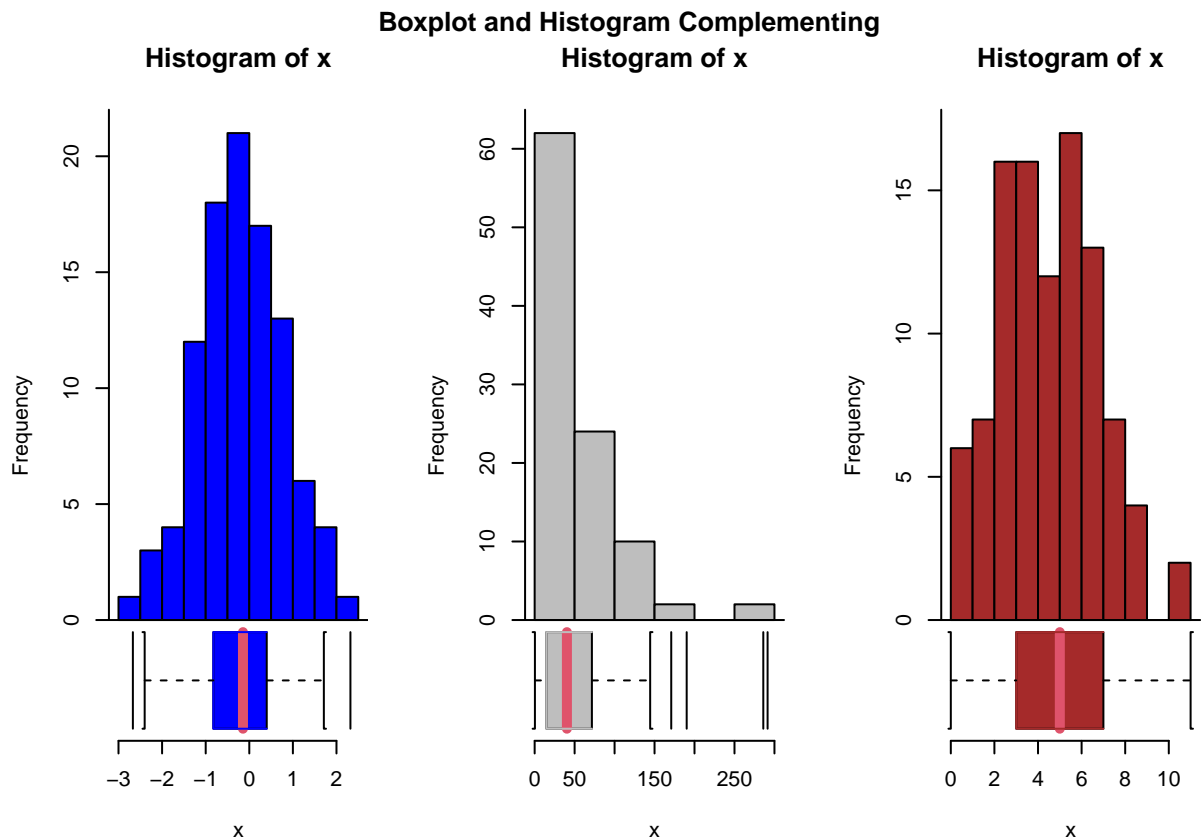 Boxplot and Histogram Complementing
Histogram of x
Frequency
20
15
10
5
0
−3 −2 −1 0 1 2
x
Histogram of x
Frequency
60
50
40
30
20
10
0
0 50 150 250
x
Histogram of x
Frequency
15
10
5
0
0 2 4 6 8 10
x